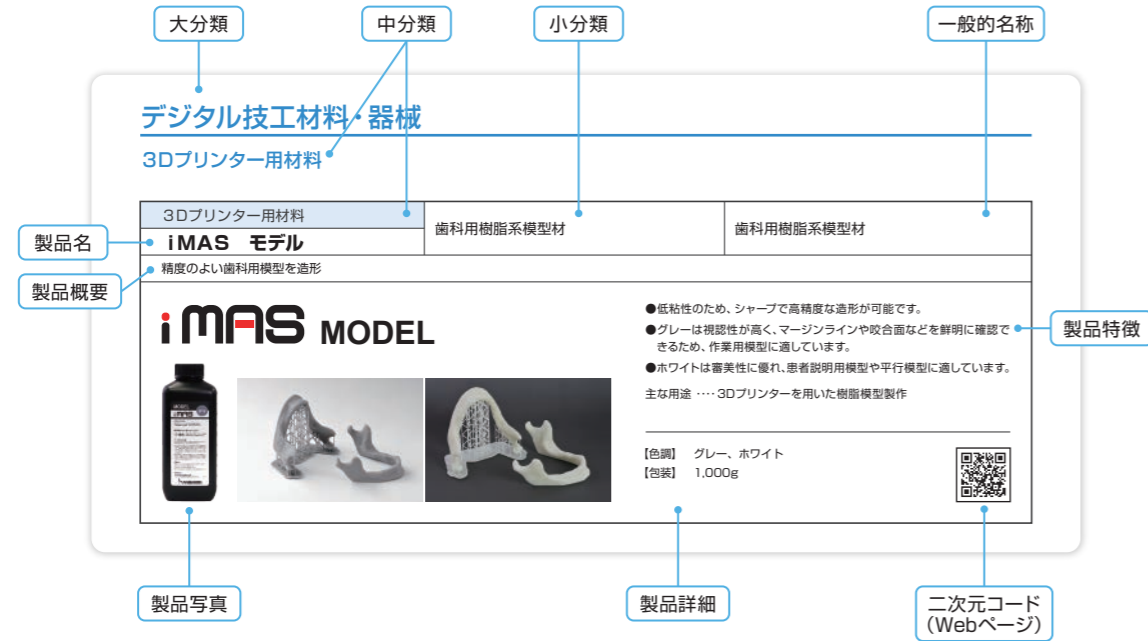 大分類
中分類
小分類
一般的名称
デジタル技工材料・器械
3Dプリンター用材料
3Dプリンター用材料
歯科用樹脂系模型材
歯科用樹脂系模型材
製品名
iMAS モデル
製品概要
精度のよい歯科用模型を造形
iMAS MODEL
●低粘性のため、シャープで高精度な造形が可能です。
●グレーは視認性が高く、マージンラインや咬合面などを鮮明に確認で
きるため、作業用模型に適しています。
●ホワイトは審美性に優れ、患者説明用模型や平行模型に適しています。
主な用途 ‥‥ 3Dプリンターを用いた樹脂模型製作
製品特徴
【色調】 グレー、ホワイト
【包装】 1,000g
iMAS
製品写真
製品詳細
二次元コード
(Webページ)